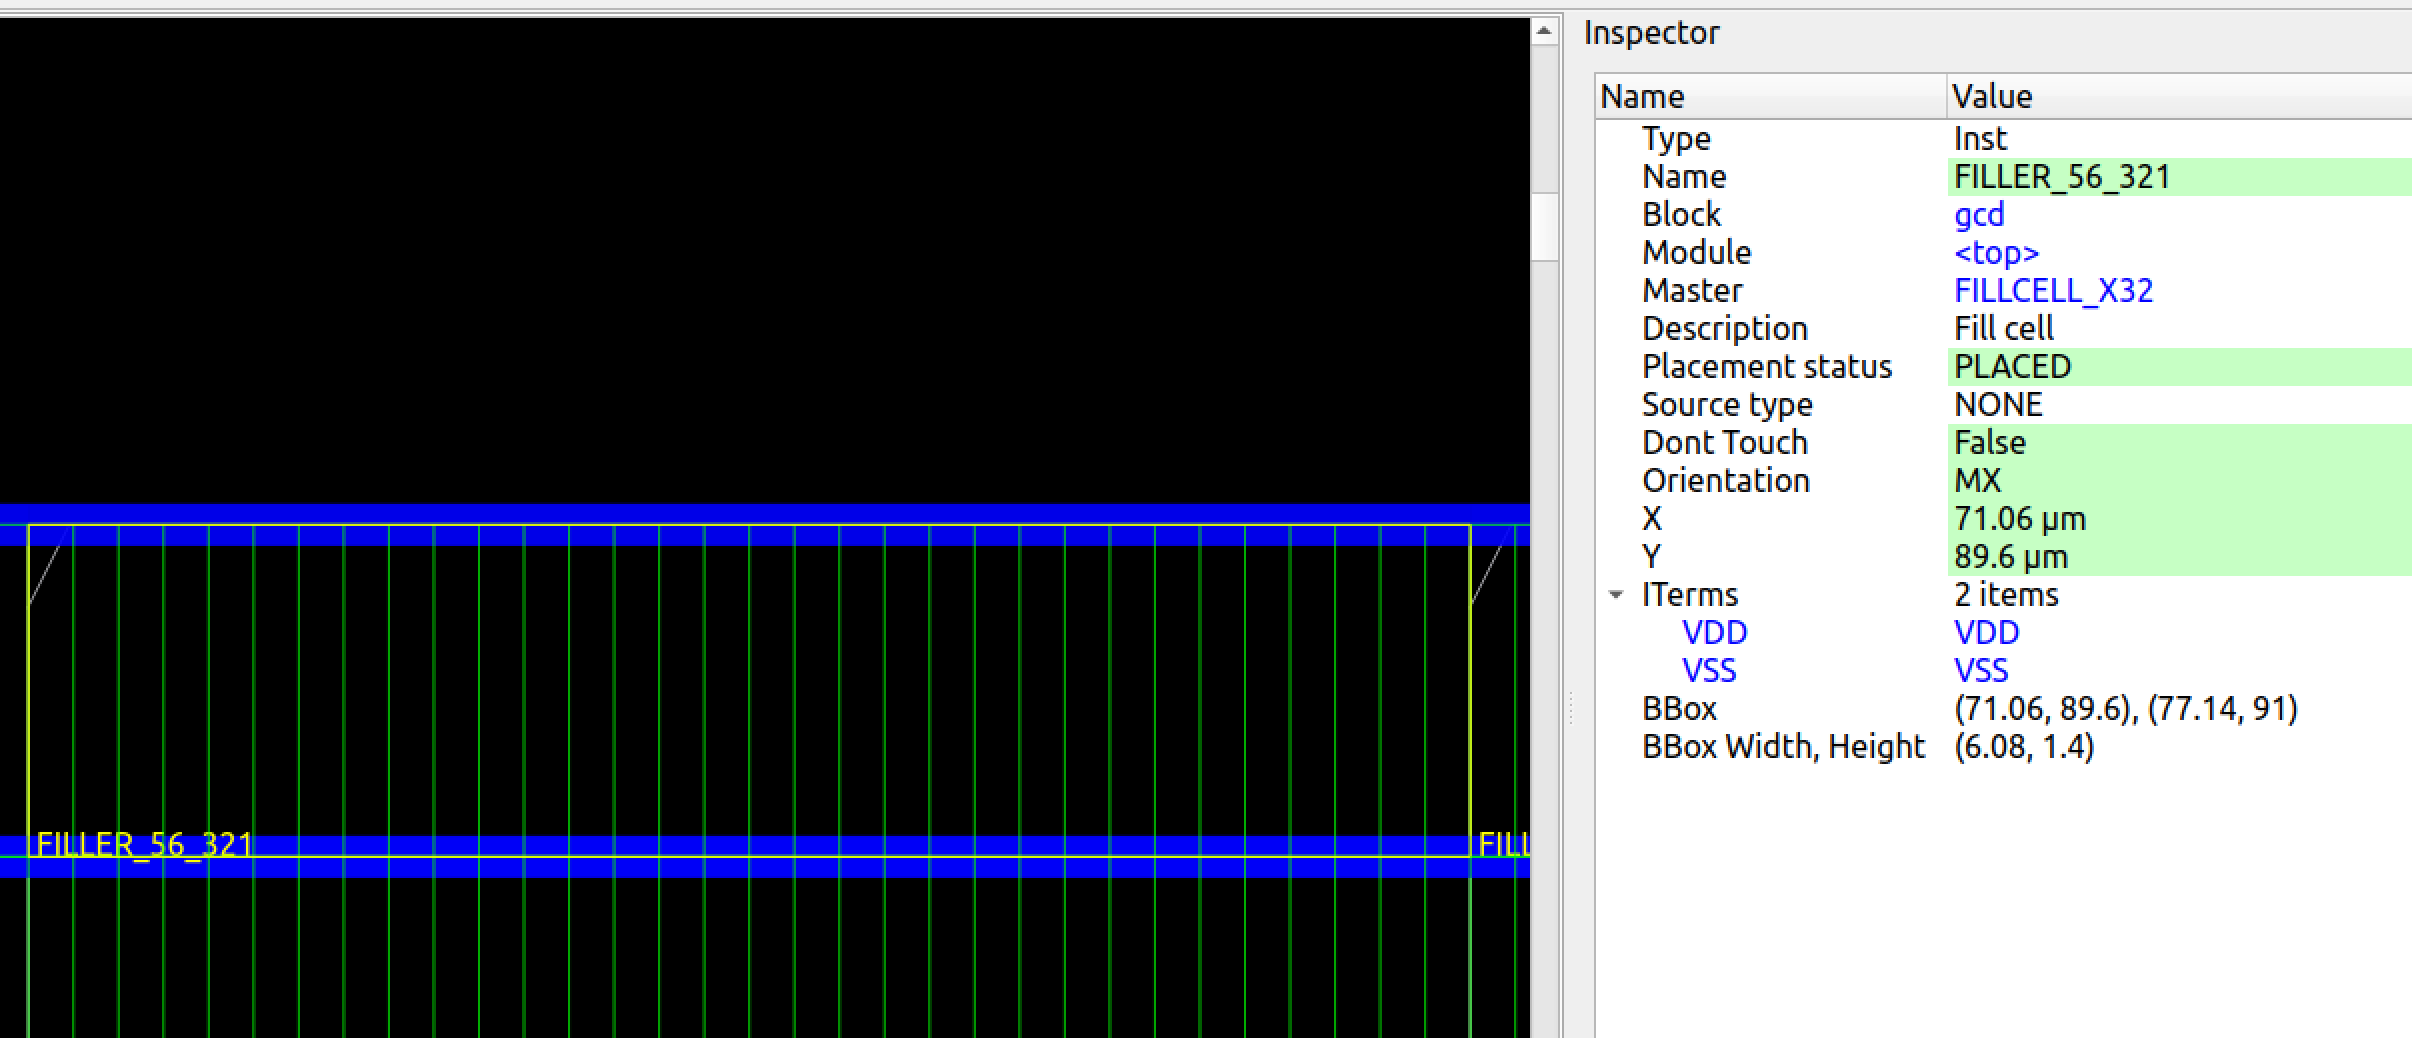 Inspector
Name Value
Type Inst
Name FILLER_56_321
Block gcd
Module <top>
Master FILLCELL_X32
Description Fill cell
Placement status PLACED
Source type NONE
Dont Touch False
Orientation MX
X 71.06 μm
Y 89.6 μm
ITerms 2 items
VDD VDD
VSS VSS
BBox (71.06, 89.6), (77.14, 91)
BBox Width, Height (6.08, 1.4)
FILLER_56_321 FILL